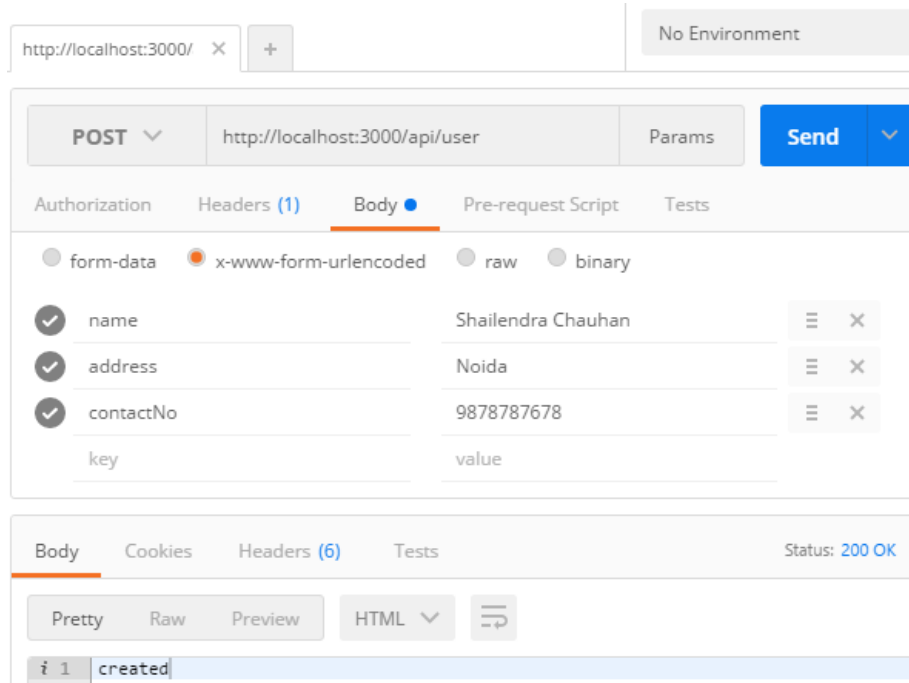 http://localhost:3000/ × +
No Environment
POST http://localhost:3000/api/user Params Send
Authorization Headers (1) Body Pre-request Script Tests
form-data x-www-form-urlencoded raw binary
name Shailendra Chauhan
address Noida
contactNo 9878787678
key value
Body Cookies Headers (6) Tests Status: 200 OK
Pretty Raw Preview HTML
i 1 created